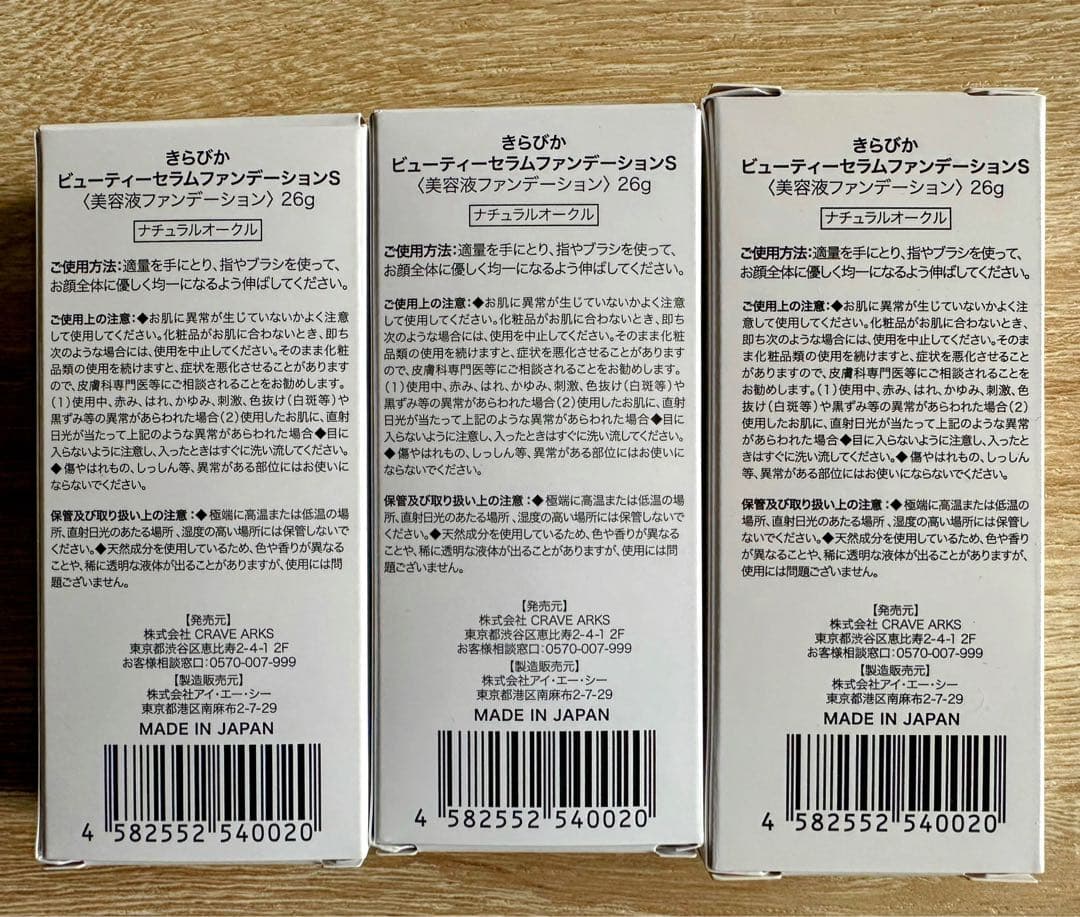 きらびか
ビューティーセラムファンデーションS
〈美容液ファンデーション〉26g
ナチュラルオークル
ご使用方法:適量を手にとり、指やブラシを使って、
お顔全体に優しく均一になるよう伸ばしてください。
ご使用上の注意:◆お肌に異常が生じていないかよく注意
して使用してください。化粧品がお肌に合わないとき、即ち
次のような場合には、使用を中止してください。そのまま化粧
品類の使用を続けますと、症状を悪化させることがあります
ので、皮膚科専門医等にご相談されることをお勧めします。
(1)使用中、赤み、はれ、かゆみ、刺激、色抜け(白斑等)や
黒ずみ等の異常があらわれた場合(2)使用したお肌に、直射
日光が当たって上記のような異常があらわれた場合◆目に
入らないように注意し、入ったときはすぐに洗い流してください。
◆傷やはれもの、しっしん等、異常がある部位にはお使いに
ならないでください。
保管及び取り扱い上の注意:◆極端に高温または低温の場
所、直射日光のあたる場所、湿度の高い場所には保管しないで
ください。◆天然成分を使用しているため、色や香りが異なる
ことや、稀に透明な液体が出ることがありますが、使用には問
題ございません。
【発売元】
株式会社 CRAVE ARKS
東京都渋谷区恵比寿2-4-1 2F
お客様相談窓口:0570-007-999
【製造販売元】
株式会社アイ・エー・シー
東京都港区南麻布2-7-29
MADE IN JAPAN
4 582552 540020
きらびか
ビューティーセラムファンデーションS
〈美容液ファンデーション〉26g
ナチュラルオークル
ご使用方法:適量を手にとり、指やブラシを使って、
お顔全体に優しく均一になるよう伸ばしてください。
ご使用上の注意:◆お肌に異常が生じていないかよく注意
して使用してください。化粧品がお肌に合わないとき、即ち
次のような場合には、使用を中止してください。そのまま化粧
品類の使用を続けますと、症状を悪化させることがあります
ので、皮膚科専門医等にご相談されることをお勧めします。
(1)使用中、赤み、はれ、かゆみ、刺激、色抜け(白斑等)や
黒ずみ等の異常があらわれた場合(2)使用したお肌に、直射
日光が当たって上記のような異常があらわれた場合◆目に
入らないように注意し、入ったときはすぐに洗い流してください。
◆傷やはれもの、しっしん等、異常がある部位にはお使いに
ならないでください。
保管及び取り扱い上の注意:◆極端に高温または低温の場
所、直射日光のあたる場所、湿度の高い場所には保管しないで
ください。◆天然成分を使用しているため、色や香りが異なる
ことや、稀に透明な液体が出ることがありますが、使用には問
題ございません。
【発売元】
株式会社 CRAVE ARKS
東京都渋谷区恵比寿2-4-1 2F
お客様相談窓口:0570-007-999
【製造販売元】
株式会社アイ・エー・シー
東京都港区南麻布2-7-29
MADE IN JAPAN
4 582552 540020
きらびか
ビューティーセラムファンデーションS
〈美容液ファンデーション〉26g
ナチュラルオークル
ご使用方法:適量を手にとり、指やブラシを使って、
お顔全体に優しく均一になるよう伸ばしてください。
ご使用上の注意:◆お肌に異常が生じていないかよく注
意して使用してください。化粧品がお肌に合わないとき、
即ち次のような場合には、使用を中止してください。そのま
ま化粧品類の使用を続けますと、症状を悪化させること
がありますので、皮膚科専門医等にご相談されることを
お勧めします。(1)使用中、赤み、はれ、かゆみ、刺激、色
抜け(白斑等)や黒ずみ等の異常があらわれた場合(2)
使用したお肌に、直射日光が当たって上記のような異常
があらわれた場合◆目に入らないように注意し、入ったと
きはすぐに洗い流してください。◆傷やはれもの、しっしん
等、異常がある部位にはお使いにならないでください。
保管及び取り扱い上の注意:◆極端に高温または低温の
場所、直射日光のあたる場所、湿度の高い場所には保管し
ないでください。◆天然成分を使用しているため、色や香り
が異なることや、稀に透明な液体が出ることがありますが、
使用には問題ございません。
【発売元】
株式会社 CRAVE ARKS
東京都渋谷区恵比寿2-4-1 2F
お客様相談窓口:0570-007-999
【製造販売元】
株式会社アイ・エー・シー
東京都港区南麻布2-7-29
MADE IN JAPAN
4 582552 540020